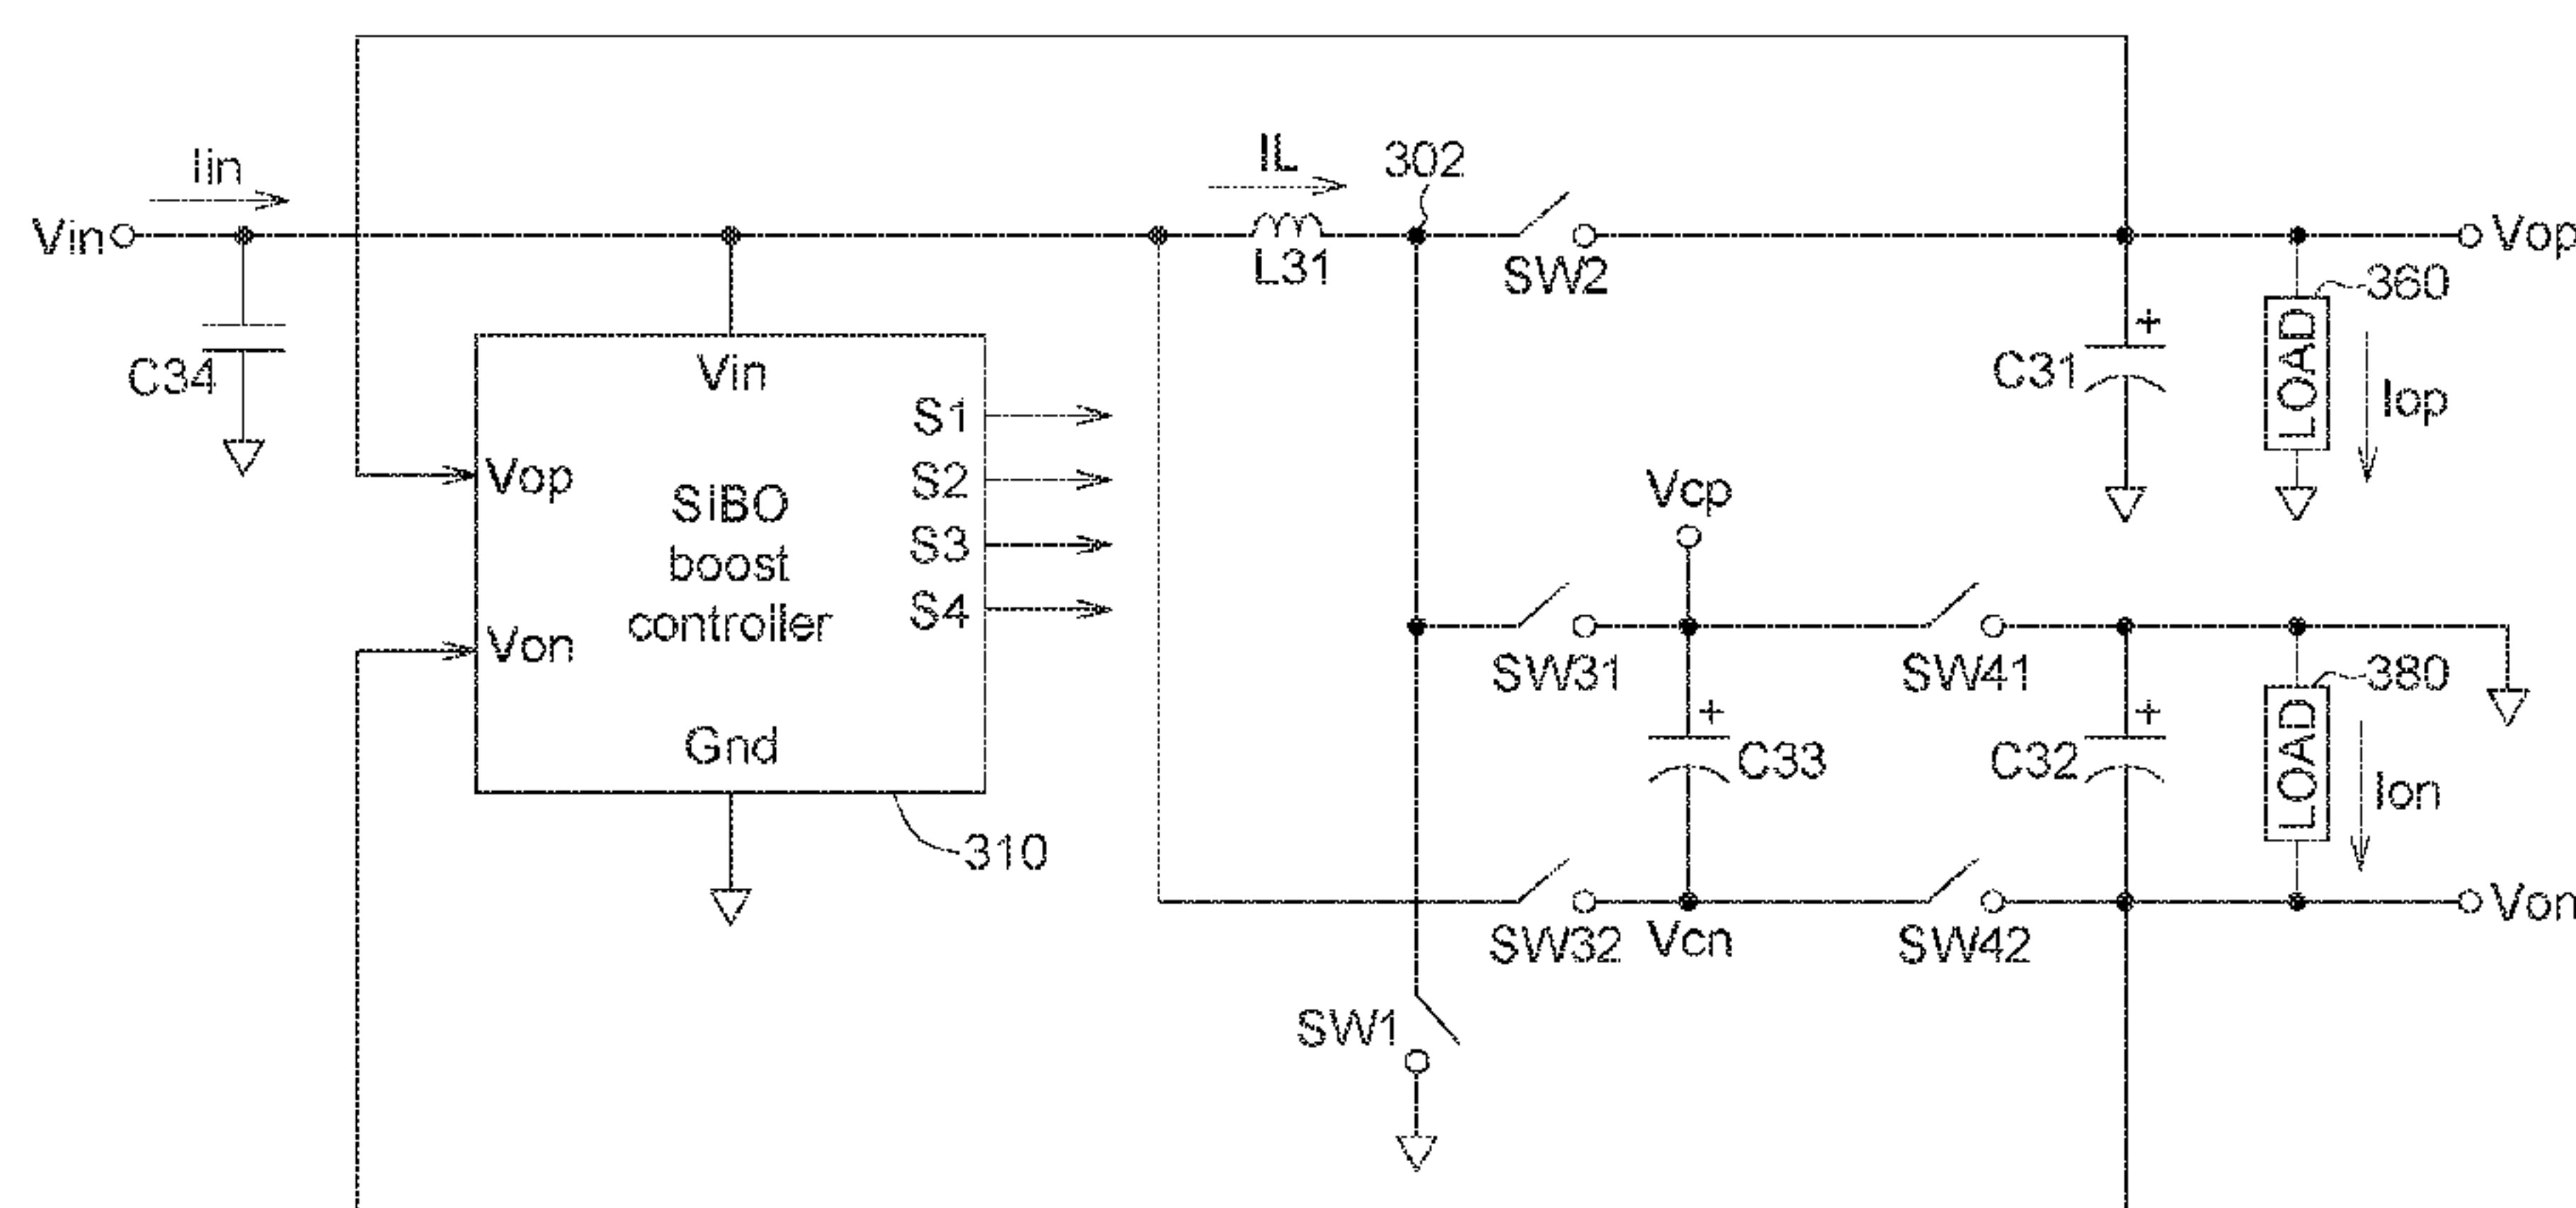 Iin
IL
302
Vin
L31
SW2
Vop
360
C34
Vin
C31
LOAD
Iop
S1
Vop
S2
Vcp
SiBO
boost
controller
S3
S4
Von
SW31
SW41
380
Gnd
C33
C32
LOAD
Ion
310
SW32
Vcn
SW42
Von
SW1
+
+
+